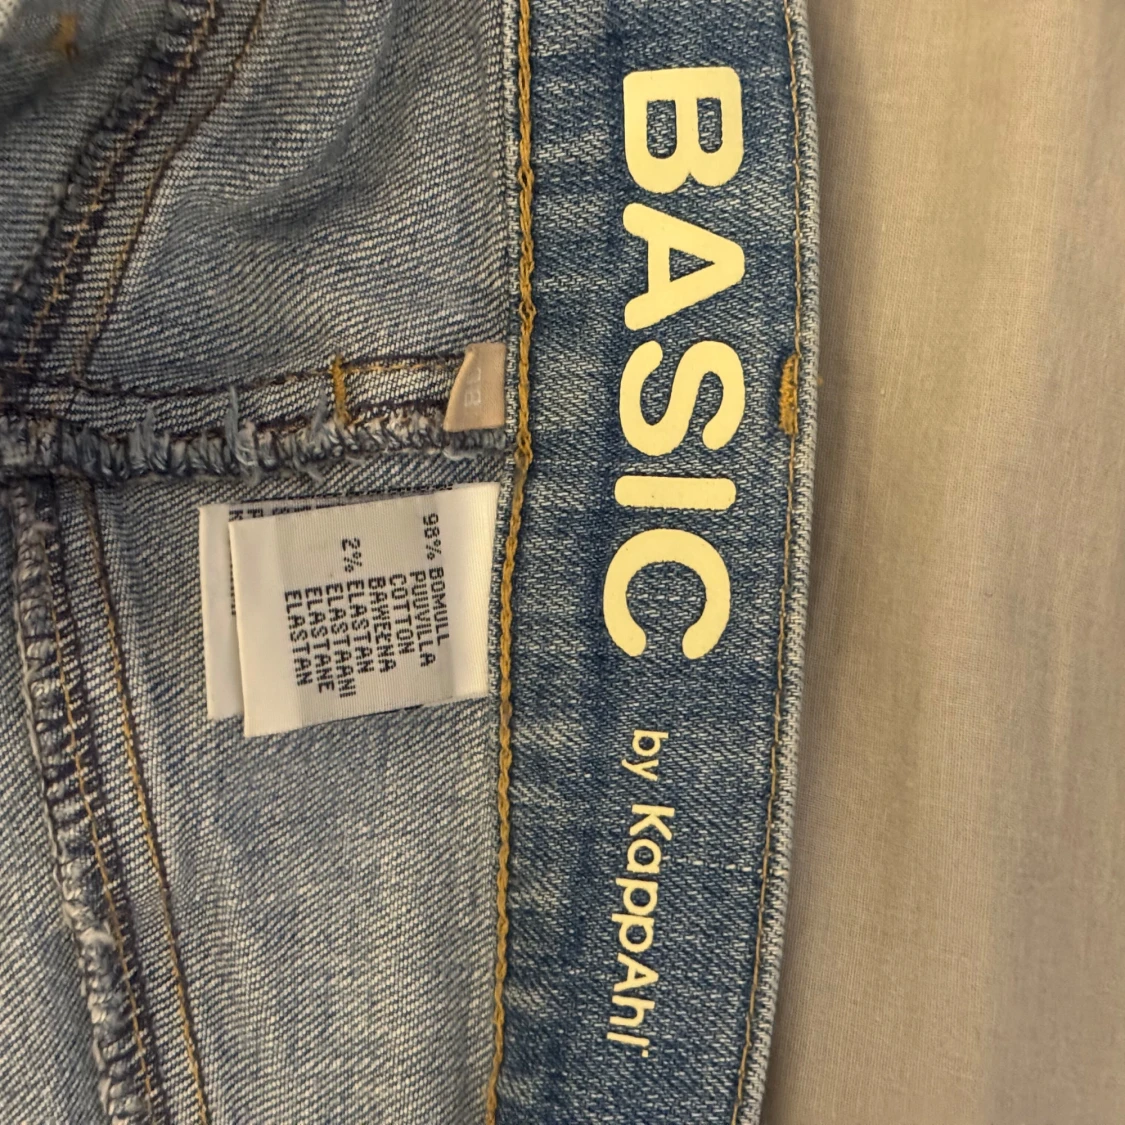 BASIC
by KappAhl
98% BOMULL
PUUVILLA
COTTON
BAWEŁNA
2% ELASTAN
ELASTAANI
ELASTANE
ELASTAN